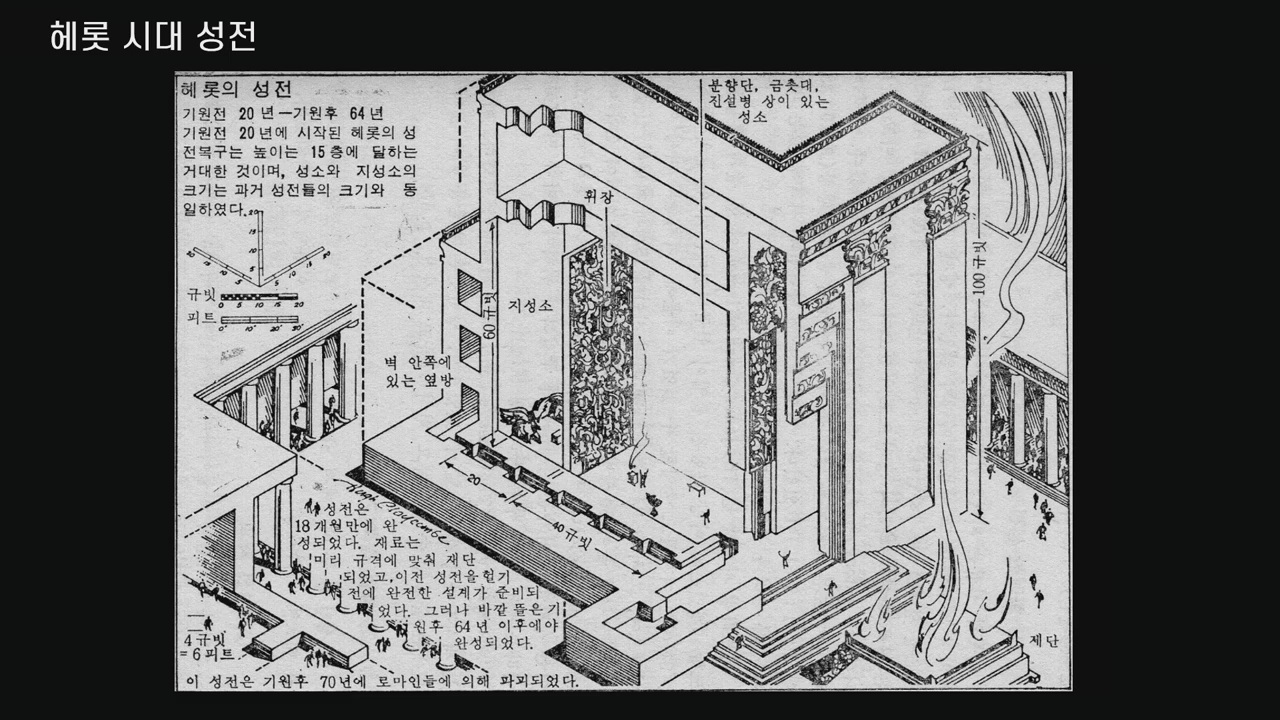 헤롯 시대 성전
헤롯의 성전
기원전 20년—기원후 64년
기원전 20년에 시작된 헤롯의 성
전복구는 높이는 15층에 달하는
거대한 것이며, 성소와 지성소의
크기는 과거 성전들의 크기와 동
일하였다.
분향단, 금촛대,
진설병 상이 있는
성소
휘장
지성소
60 규빗
100 규빗
규빗
0 5 10 15 20
피트
0' 10' 20' 30'
벽 안쪽에
있는 옆방
20
40 규빗
성전은
18개월만에 완
성되었다. 재료는
미리 규격에 맞춰 재단
되었고,이전 성전을헐기
전에 완전한 설계가 준비되
었다. 그러나 바깥 뜰은기
원후 64년 이후에야
완성되었다.
4규빗
=6피트
제단
이 성전은 기원후 70년에 로마인들에 의해 파괴되었다.